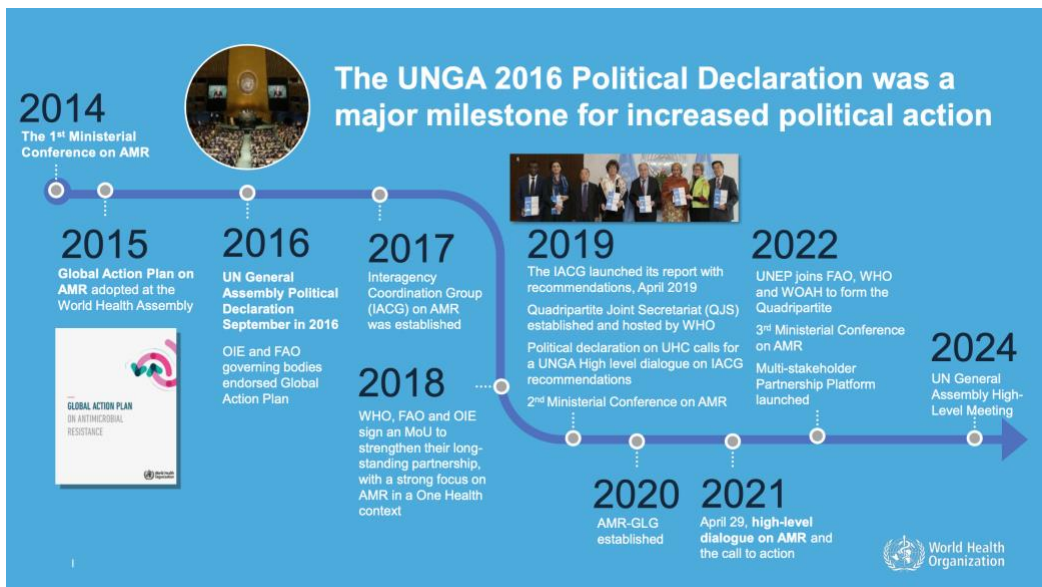 The UNGA 2016 Political Declaration was a
major milestone for increased political action
2014
The 1st Ministerial
Conference on AMR
2015
Global Action Plan on
AMR adopted at the
World Health Assembly
GLOBAL ACTION PLAN
ON ANTIMICROBIAL
RESISTANCE
World Health
Organization
2016
UN General
Assembly Political
Declaration
September in 2016
OIE and FAO
governing bodies
endorsed Global
Action Plan
2017
Interagency
Coordination Group
(IACG) on AMR
was established
2018
WHO, FAO and OIE
sign an MoU to
strengthen their long-
standing partnership,
with a strong focus on
AMR in a One Health
context
2019
The IACG launched its report with
recommendations, April 2019
Quadripartite Joint Secretariat (QJS)
established and hosted by WHO
Political declaration on UHC calls for
a UNGA High level dialogue on IACG
recommendations
2nd Ministerial Conference on AMR
2020
AMR-GLG
established
2021
April 29, high-level
dialogue on AMR and
the call to action
2022
UNEP joins FAO, WHO
and WOAH to form the
Quadripartite
3rd Ministerial Conference
on AMR
Multi-stakeholder
Partnership Platform
launched
2024
UN General
Assembly High-
Level Meeting
World Health
Organization